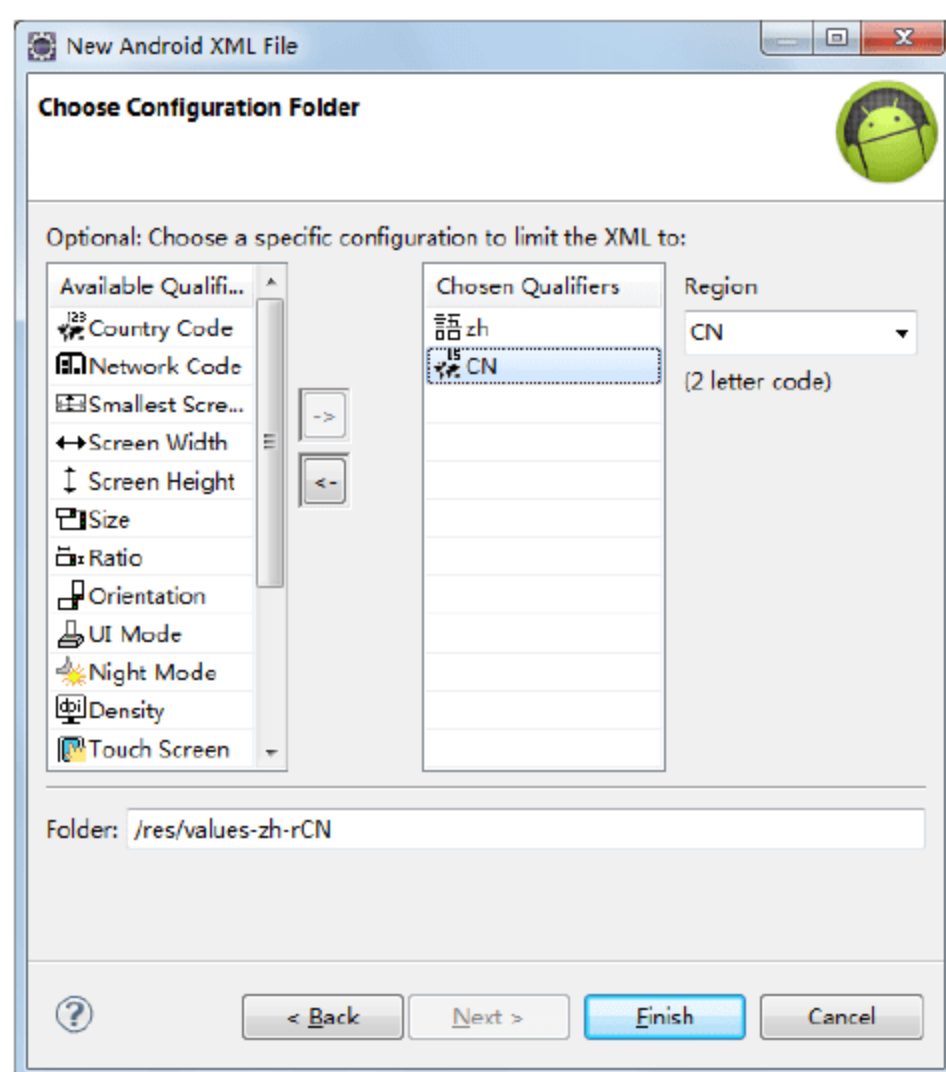 New Android XML File
Choose Configuration Folder
Optional: Choose a specific configuration to limit the XML to:
Available Qualifi...
Country Code
Network Code
Smallest Scre...
Screen Width
Screen Height
Size
Ratio
Orientation
UI Mode
Night Mode
dpi Density
Touch Screen
->
<-
Chosen Qualifiers
語 zh
CN
Region
CN
(2 letter code)
Folder: /res/values-zh-rCN
?
< Back
Next >
Finish
Cancel